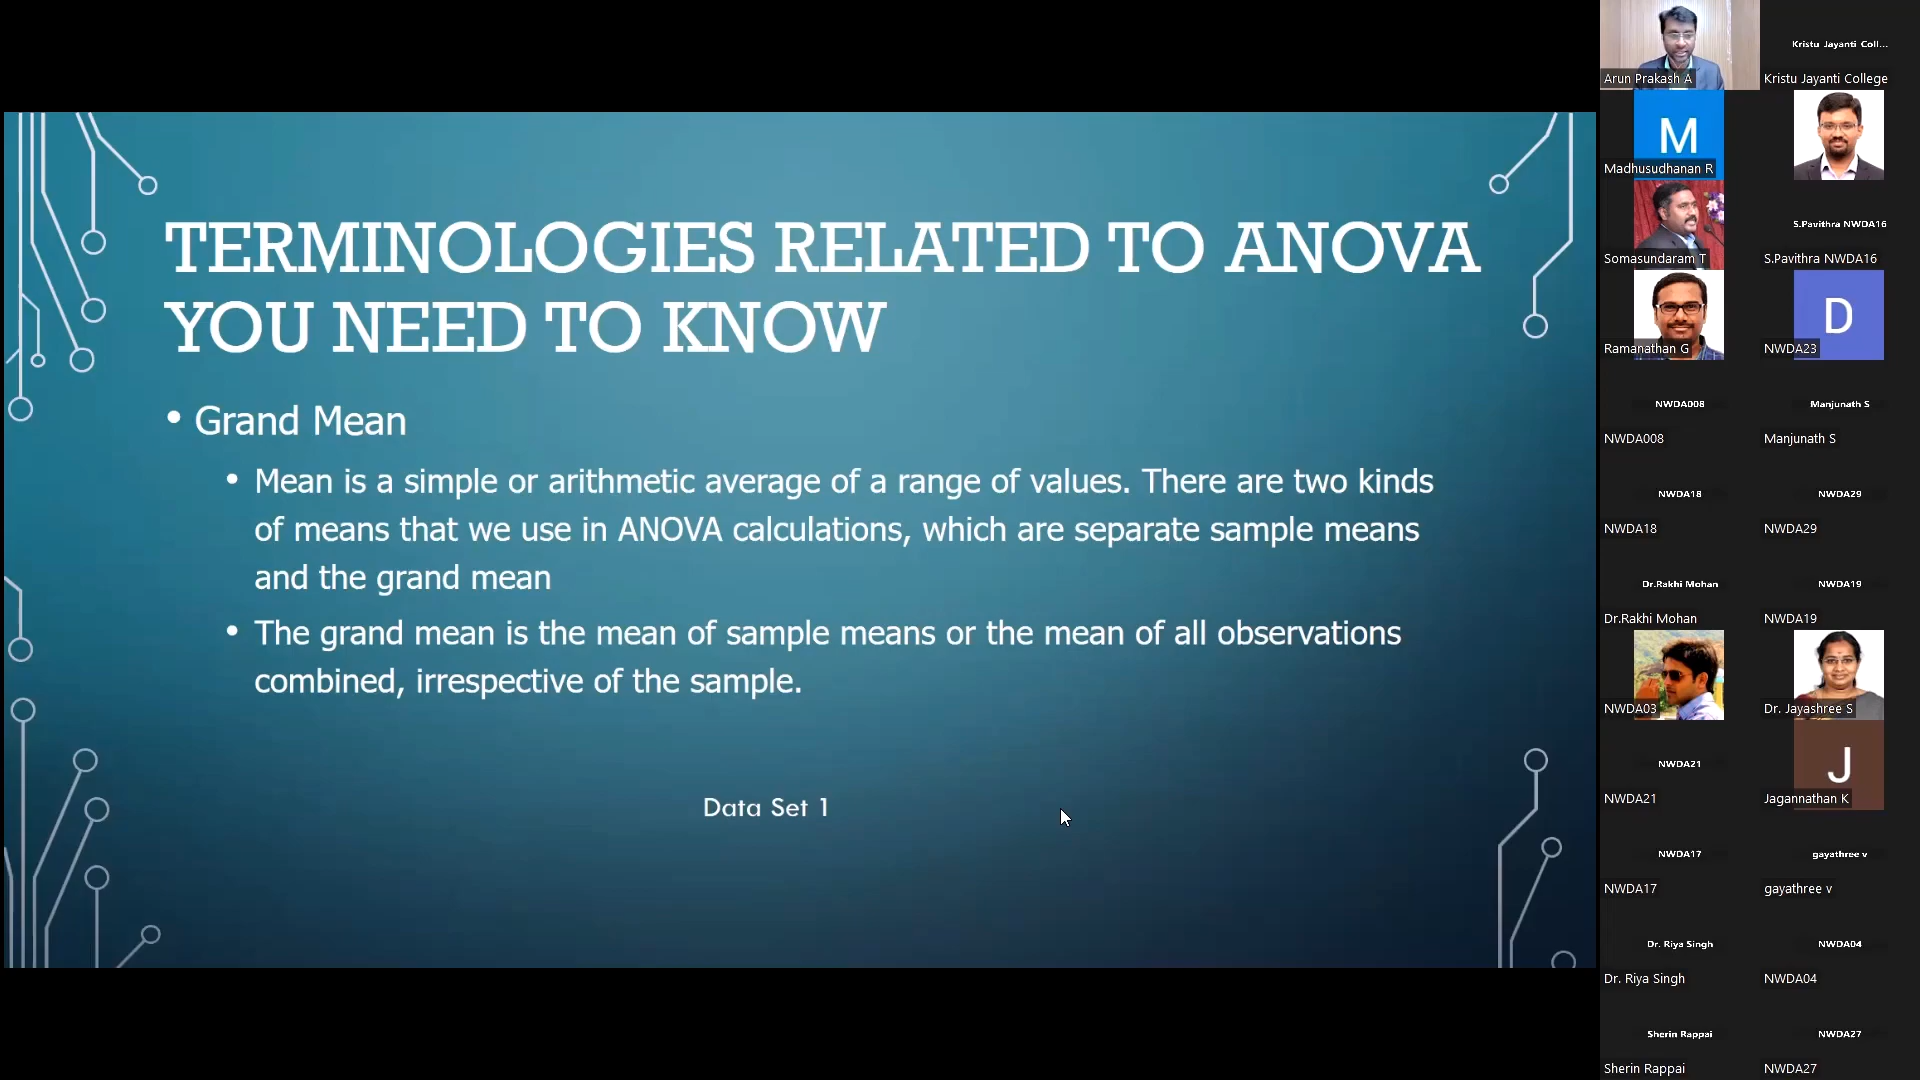 TERMINOLOGIES RELATED TO ANOVA
YOU NEED TO KNOW
• Grand Mean
• Mean is a simple or arithmetic average of a range of values. There are two kinds
of means that we use in ANOVA calculations, which are separate sample means
and the grand mean
• The grand mean is the mean of sample means or the mean of all observations
combined, irrespective of the sample.
Data Set 1
Arun Prakash A
Kristu Jayanti Coll...
Kristu Jayanti College
M
Madhusudhanan R
Somasundaram T
S.Pavithra NWDA16
S.Pavithra NWDA16
Ramanathan G
D
NWDA23
NWDA008
NWDA008
Manjunath S
Manjunath S
NWDA18
NWDA18
NWDA29
NWDA29
Dr.Rakhi Mohan
Dr.Rakhi Mohan
NWDA19
NWDA19
NWDA03
Dr. Jayashree S
NWDA21
NWDA21
J
Jagannathan K
NWDA17
NWDA17
gayathree v
gayathree v
Dr. Riya Singh
Dr. Riya Singh
NWDA04
NWDA04
Sherin Rappai
Sherin Rappai
NWDA27
NWDA27